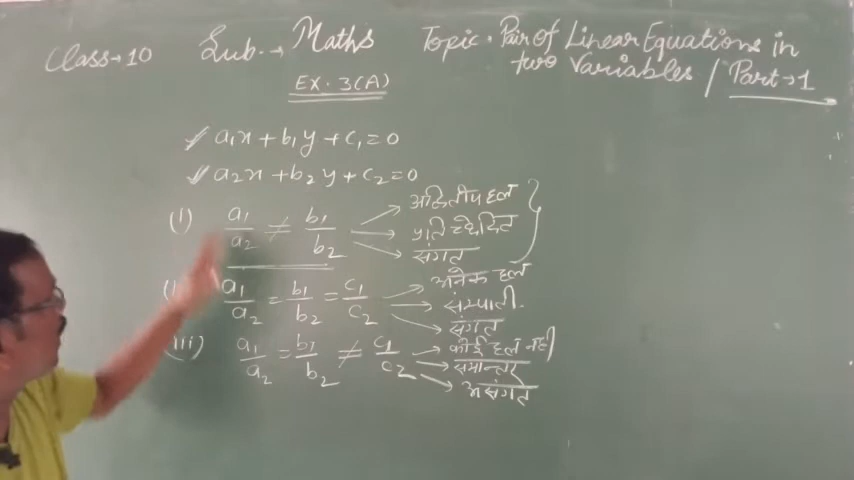 Class→10 Sub.→ Maths Topic. Pair of Linear Equations in two Variables / Part→1
Ex. 3(A)
a₁x + b₁y + c₁ = 0
a₂x + b₂y + c₂ = 0
(i) a₁/a₂ ≠ b₁/b₂ → अद्वितीय हल
→ प्रतिच्छेदित
→ संगत
a₁/a₂ = b₁/b₂ = c₁/c₂ → अनेक हल
→ संपाती.
→ संगत
(iii) a₁/a₂ = b₁/b₂ ≠ c₁/c₂ → कोई हल नहीं
→ समान्तर
→ असंगत